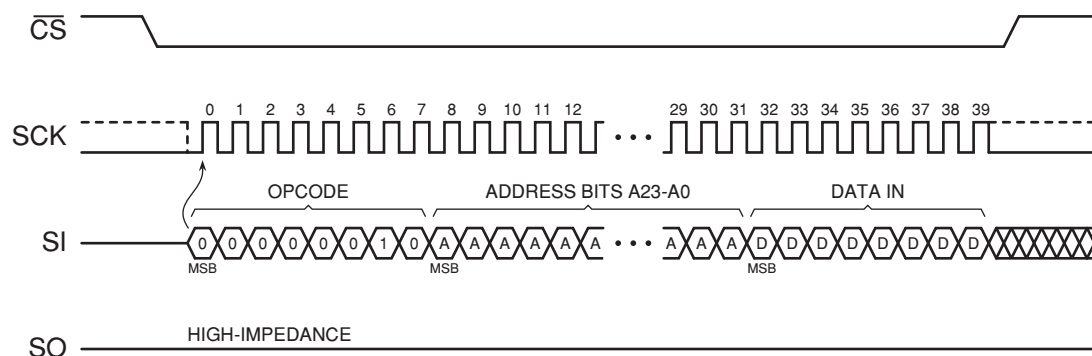 CS
SCK 0 1 2 3 4 5 6 7 8 9 10 11 12 ••• 29 30 31 32 33 34 35 36 37 38 39
OPCODE ADDRESS BITS A23-A0 DATA IN
SI 0 0 0 0 0 0 1 0 A A A A A A ••• A A A D D D D D D D D
MSB MSB MSB
HIGH-IMPEDANCE
SO